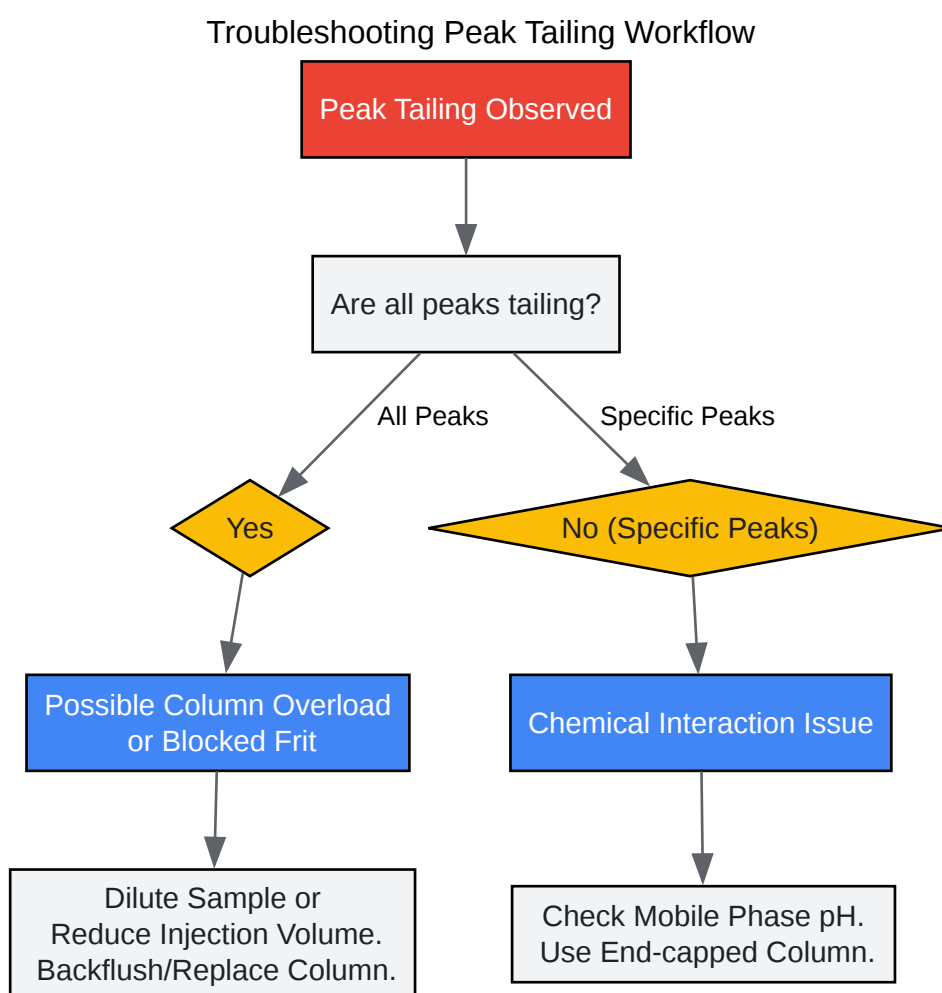 Troubleshooting Peak Tailing Workflow
Peak Tailing Observed
Are all peaks tailing?
All Peaks
Specific Peaks
Yes
No (Specific Peaks)
Possible Column Overload
or Blocked Frit
Chemical Interaction Issue
Dilute Sample or
Reduce Injection Volume.
Backflush/Replace Column.
Check Mobile Phase pH.
Use End-capped Column.